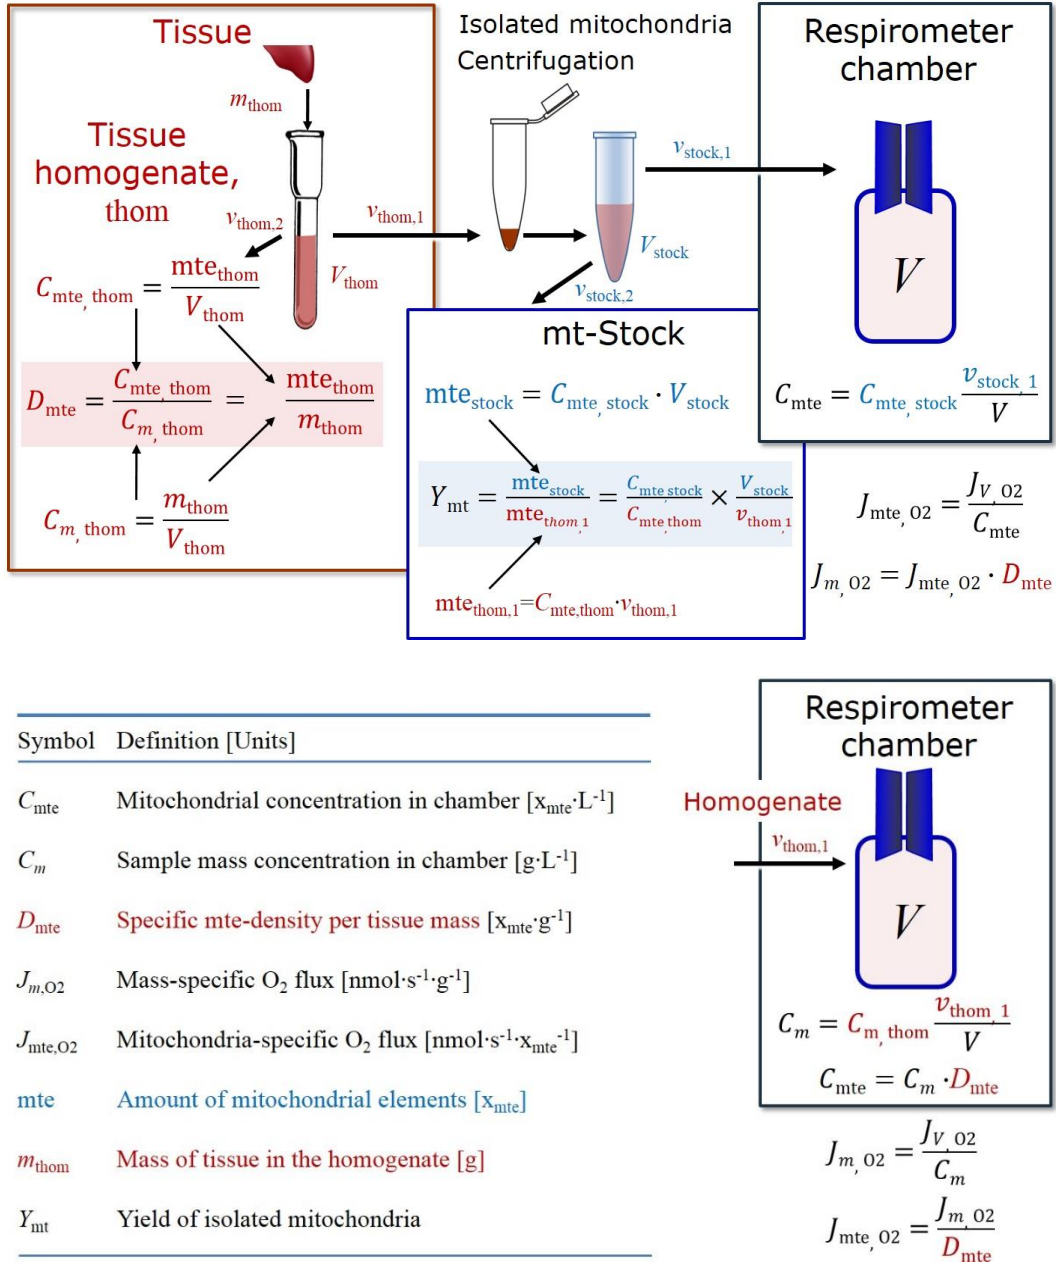 Tissue
m_thom
Tissue
homogenate,
thom
v_thom,2
v_thom,1
V_thom
C_mte, thom = mte_thom / V_thom
D_mte = C_mte, thom / C_m, thom = mte_thom / m_thom
C_m, thom = m_thom / V_thom
Isolated mitochondria
Centrifugation
v_stock,1
V_stock
v_stock,2
mt-Stock
mte_stock = C_mte, stock · V_stock
Y_mt = mte_stock / mte_thom,1 = C_mte,stock / C_mte,thom × V_stock / v_thom,1
mte_thom,1=C_mte,thom·v_thom,1
Respirometer
chamber
V
C_mte = C_mte, stock v_stock,1 / V
J_mte, O2 = J_V, O2 / C_mte
J_m, O2 = J_mte, O2 · D_mte
Symbol Definition [Units]
C_mte Mitochondrial concentration in chamber [x_mte·L⁻¹]
C_m Sample mass concentration in chamber [g·L⁻¹]
D_mte Specific mte-density per tissue mass [x_mte·g⁻¹]
J_m,O2 Mass-specific O₂ flux [nmol·s⁻¹·g⁻¹]
J_mte,O2 Mitochondria-specific O₂ flux [nmol·s⁻¹·x_mte⁻¹]
mte Amount of mitochondrial elements [x_mte]
m_thom Mass of tissue in the homogenate [g]
Y_mt Yield of isolated mitochondria
Respirometer
chamber
Homogenate
v_thom,1
V
C_m = C_m, thom v_thom,1 / V
C_mte = C_m · D_mte
J_m, O2 = J_V, O2 / C_m
J_mte, O2 = J_m, O2 / D_mte